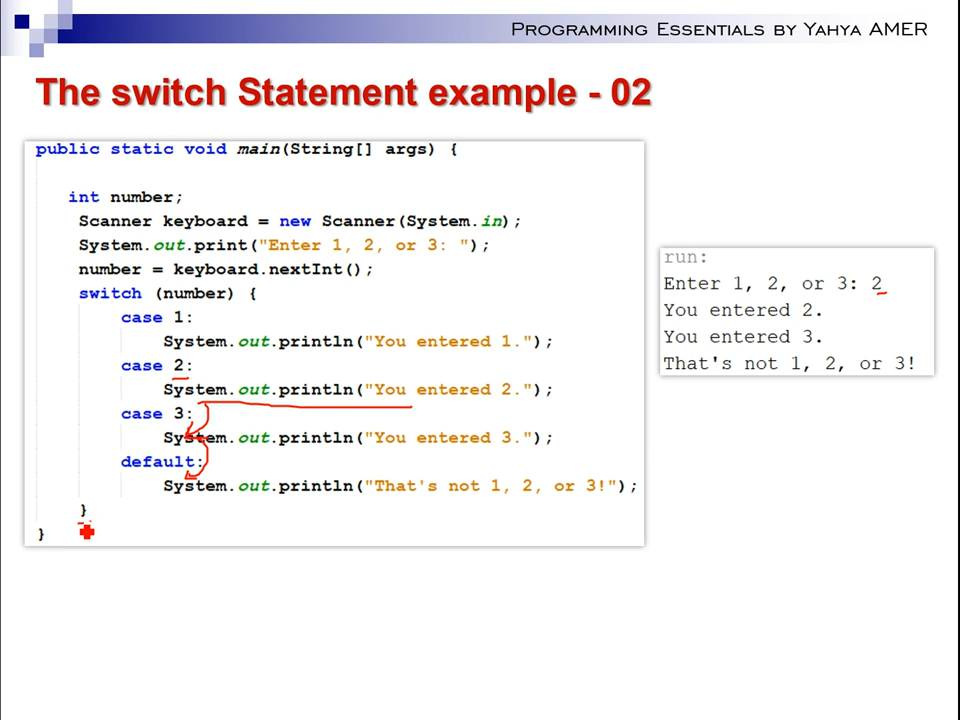 PROGRAMMING ESSENTIALS BY YAHYA AMER
The switch Statement example - 02
public static void main(String[] args) {
int number;
Scanner keyboard = new Scanner(System.in);
System.out.print("Enter 1, 2, or 3: ");
number = keyboard.nextInt();
switch (number) {
case 1:
System.out.println("You entered 1.");
case 2:
System.out.println("You entered 2.");
case 3:
System.out.println("You entered 3.");
default:
System.out.println("That's not 1, 2, or 3!");
}
}
run:
Enter 1, 2, or 3: 2
You entered 2.
You entered 3.
That's not 1, 2, or 3!